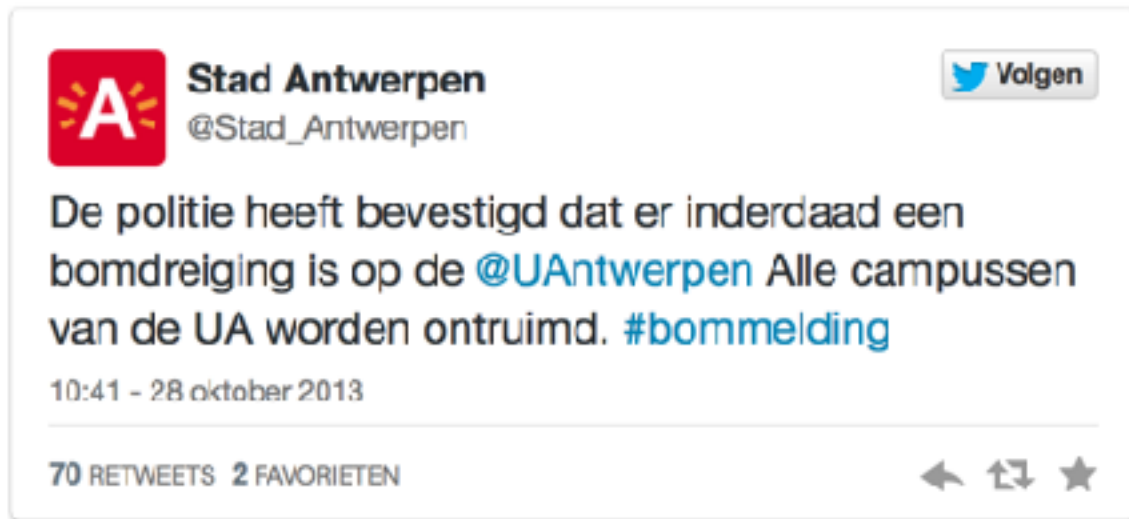 A
Stad Antwerpen
@Stad_Antwerpen
Volgen
De politie heeft bevestigd dat er inderdaad een
bomdreiging is op de @UAntwerpen Alle campussen
van de UA worden ontruimd. #bommelding
10:41 - 28 oktober 2013
70 RETWEETS 2 FAVORIETEN